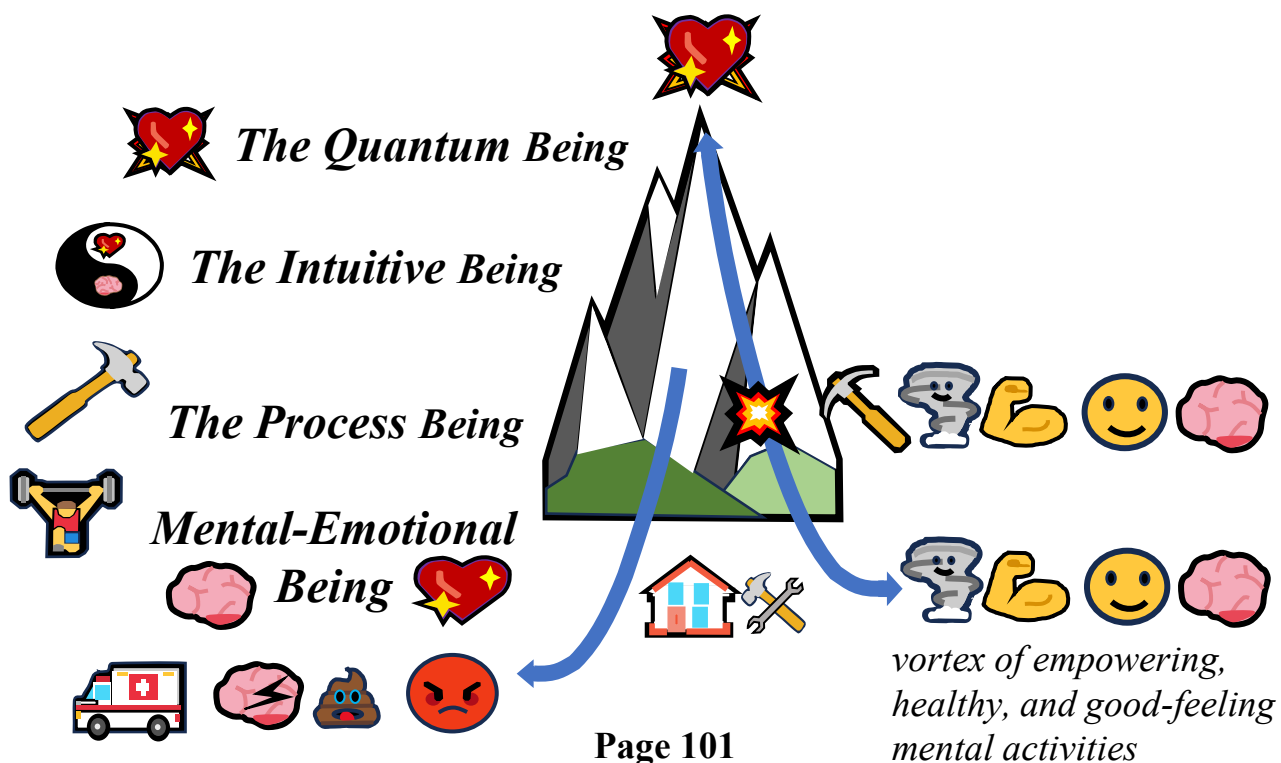 The Quantum Being
The Intuitive Being
The Process Being
Mental-Emotional
Being
vortex of empowering,
healthy, and good-feeling
mental activities
Page 101